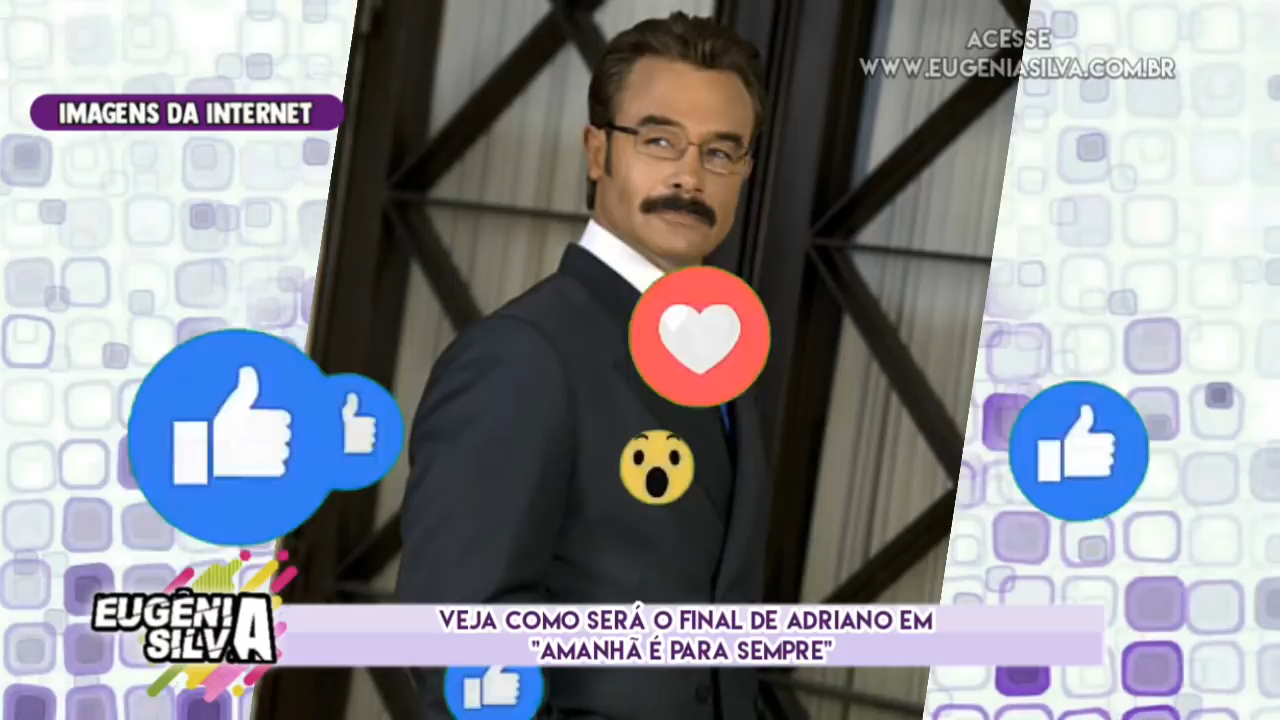 ACESSE
WWW.EUGENIASILVA.COM.BR
IMAGENS DA INTERNET
EUGÊNIA
SILVA
VEJA COMO SERÁ O FINAL DE ADRIANO EM
"AMANHÃ É PARA SEMPRE"